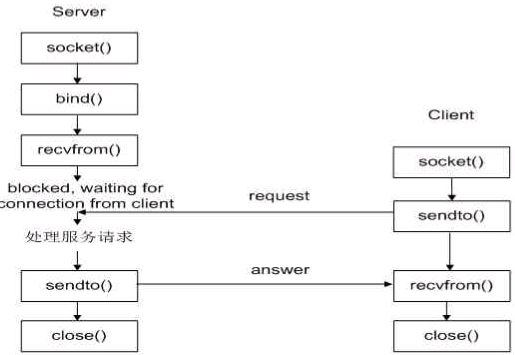 Server
socket()
bind()
recvfrom()
blocked, waiting for
connection from client
处理服务请求
sendto()
close()
request
answer
Client
socket()
sendto()
recvfrom()
close()